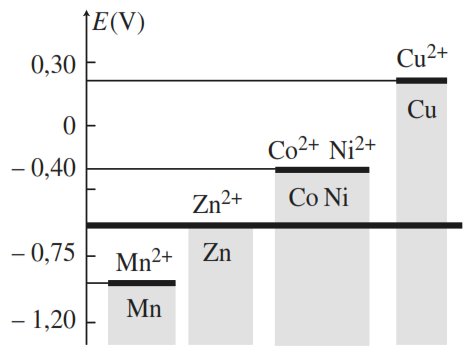 E(V)
0,30
Cu²⁺
Cu
0
Co²⁺ Ni²⁺
– 0,40
Co Ni
Zn²⁺
– 0,75
Zn
Mn²⁺
Mn
– 1,20